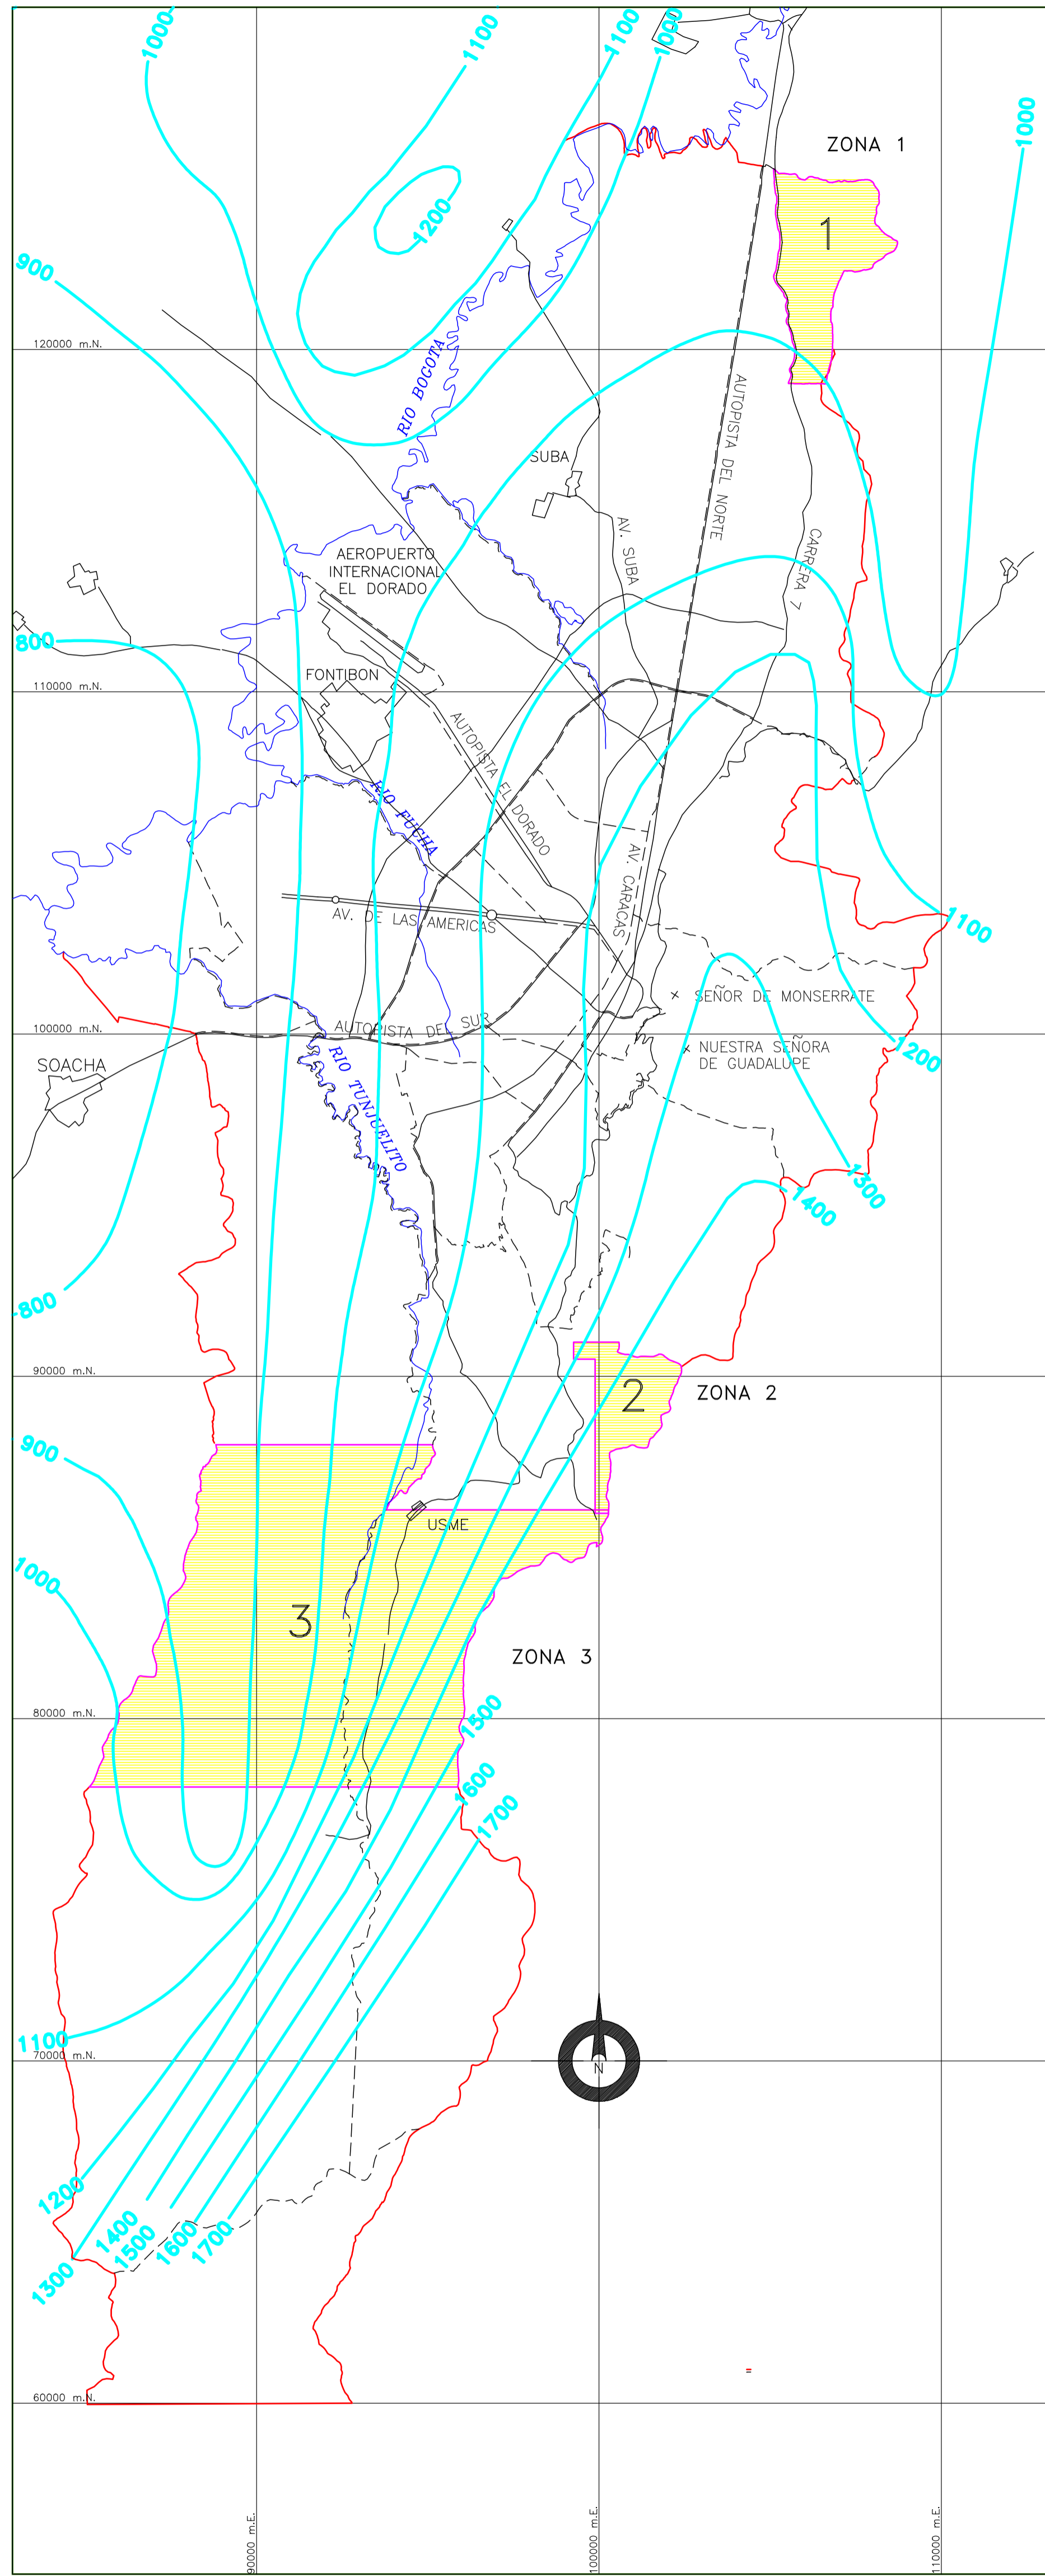 1000
1100
1100
1000
1000
ZONA 1
1
1200
900
120000 m.N.
RIO BOGOTA
AUTOPISTA DEL NORTE
SUBA
AV. SUBA
CARRERA 7
AEROPUERTO
INTERNACIONAL
EL DORADO
800
FONTIBON
110000 m.N.
AUTOPISTA EL DORADO
RIO FUCHA
AV. CARACAS
AV. DE LAS AMERICAS
1100
SEÑOR DE MONSERRATE
100000 m.N.
AUTOPISTA DEL SUR
NUESTRA SEÑORA
DE GUADALUPE
1200
SOACHA
RIO TUNJUELITO
1300
1400
800
90000 m.N.
2
ZONA 2
900
USME
1000
3
ZONA 3
80000 m.N.
1500
1600
1700
1100
70000 m.N.
N
1200
1400
1500
1600
1700
1300
60000 m.N.
90000 m.E.
100000 m.E.
110000 m.E.